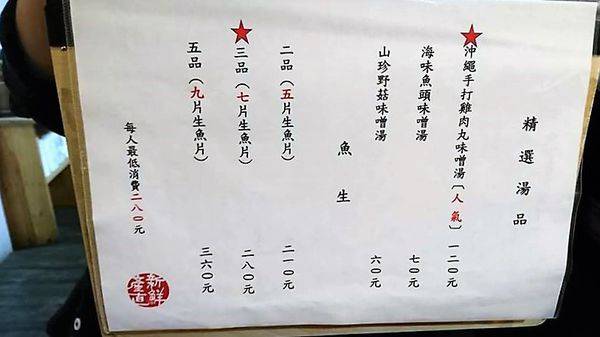 精選湯品
沖繩手打雞肉丸味噌湯〔人氣〕 一二〇元
海味魚頭味噌湯 七〇元
山珍野菇味噌湯 六〇元
魚生
二品（五片生魚片） 二一〇元
三品（七片生魚片） 二八〇元
五品（九片生魚片） 三六〇元
每人最低消費二八〇元
新鮮
產直